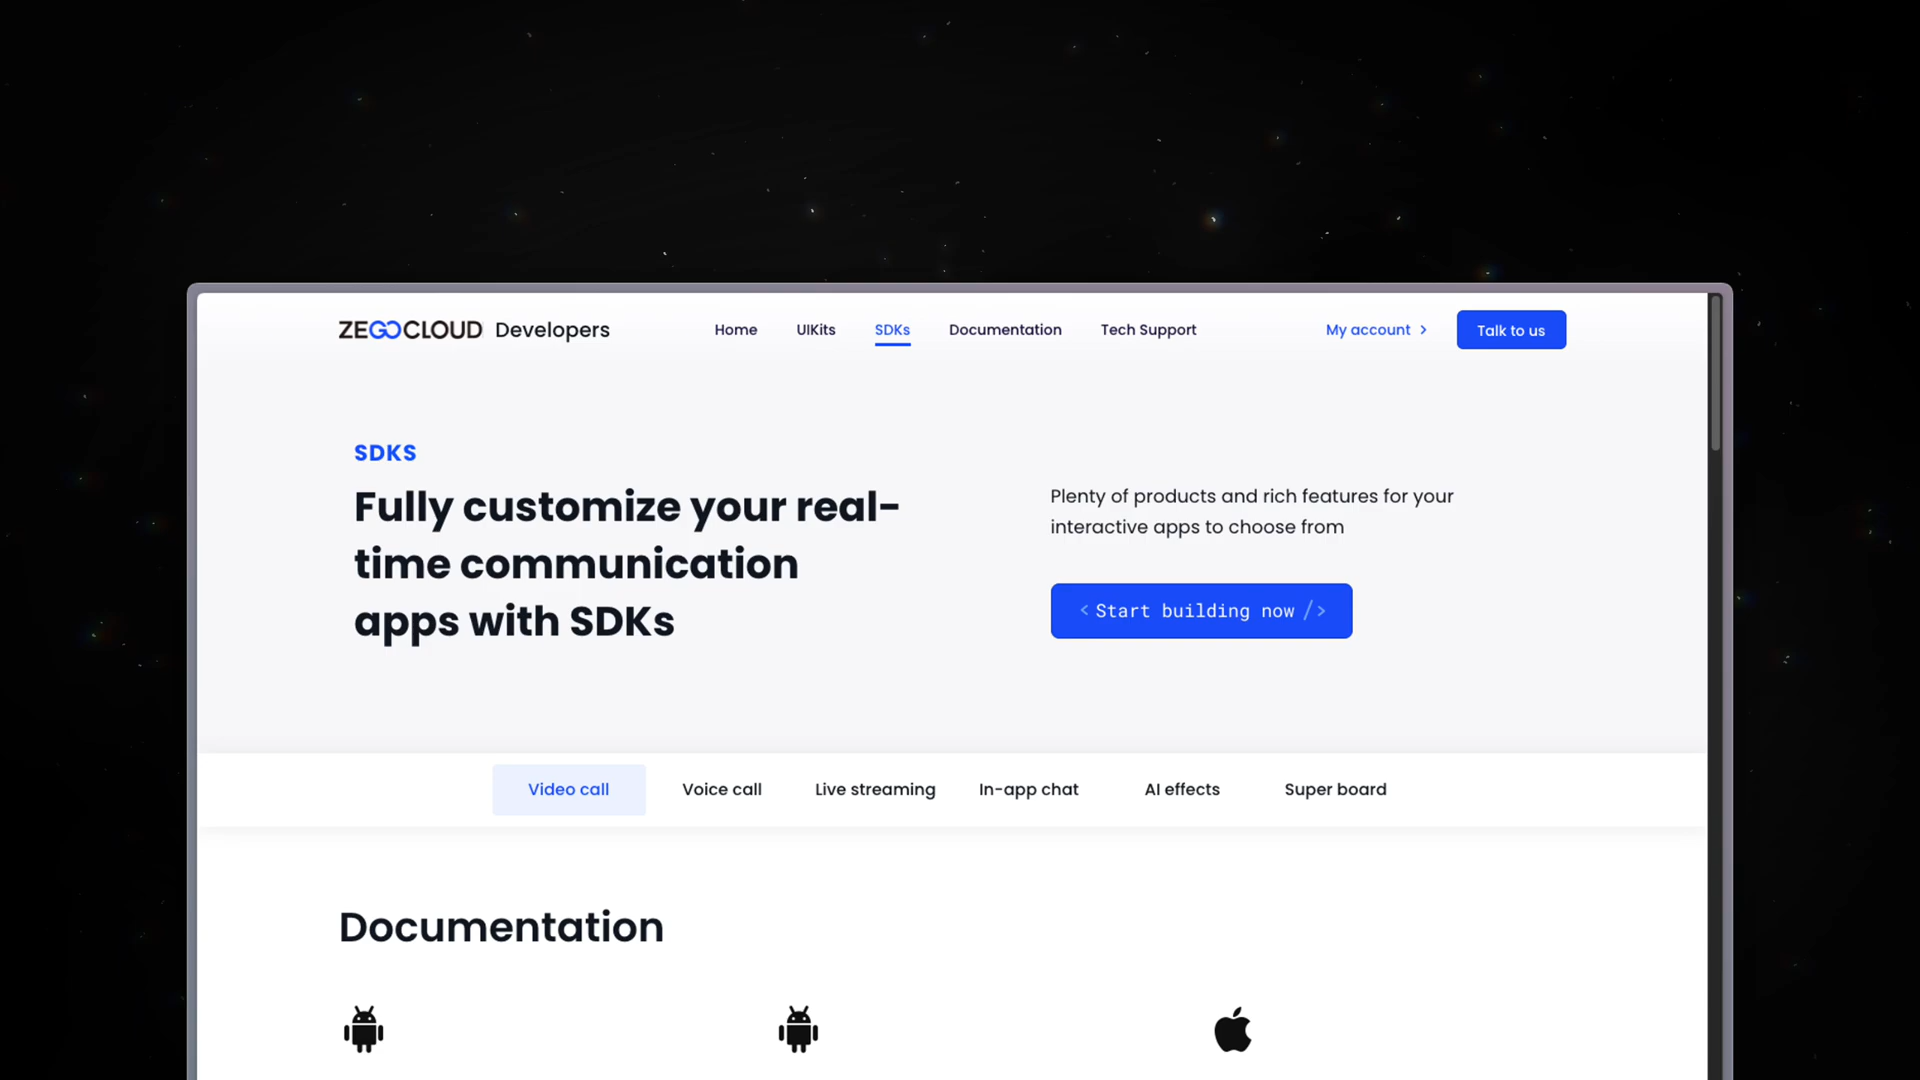 ZEGOCLOUD Developers Home UIKits SDKs Documentation Tech Support My account > Talk to us
SDKS
Fully customize your real-
time communication
apps with SDKs
Plenty of products and rich features for your
interactive apps to choose from
< Start building now />
Video call Voice call Live streaming In-app chat AI effects Super board
Documentation